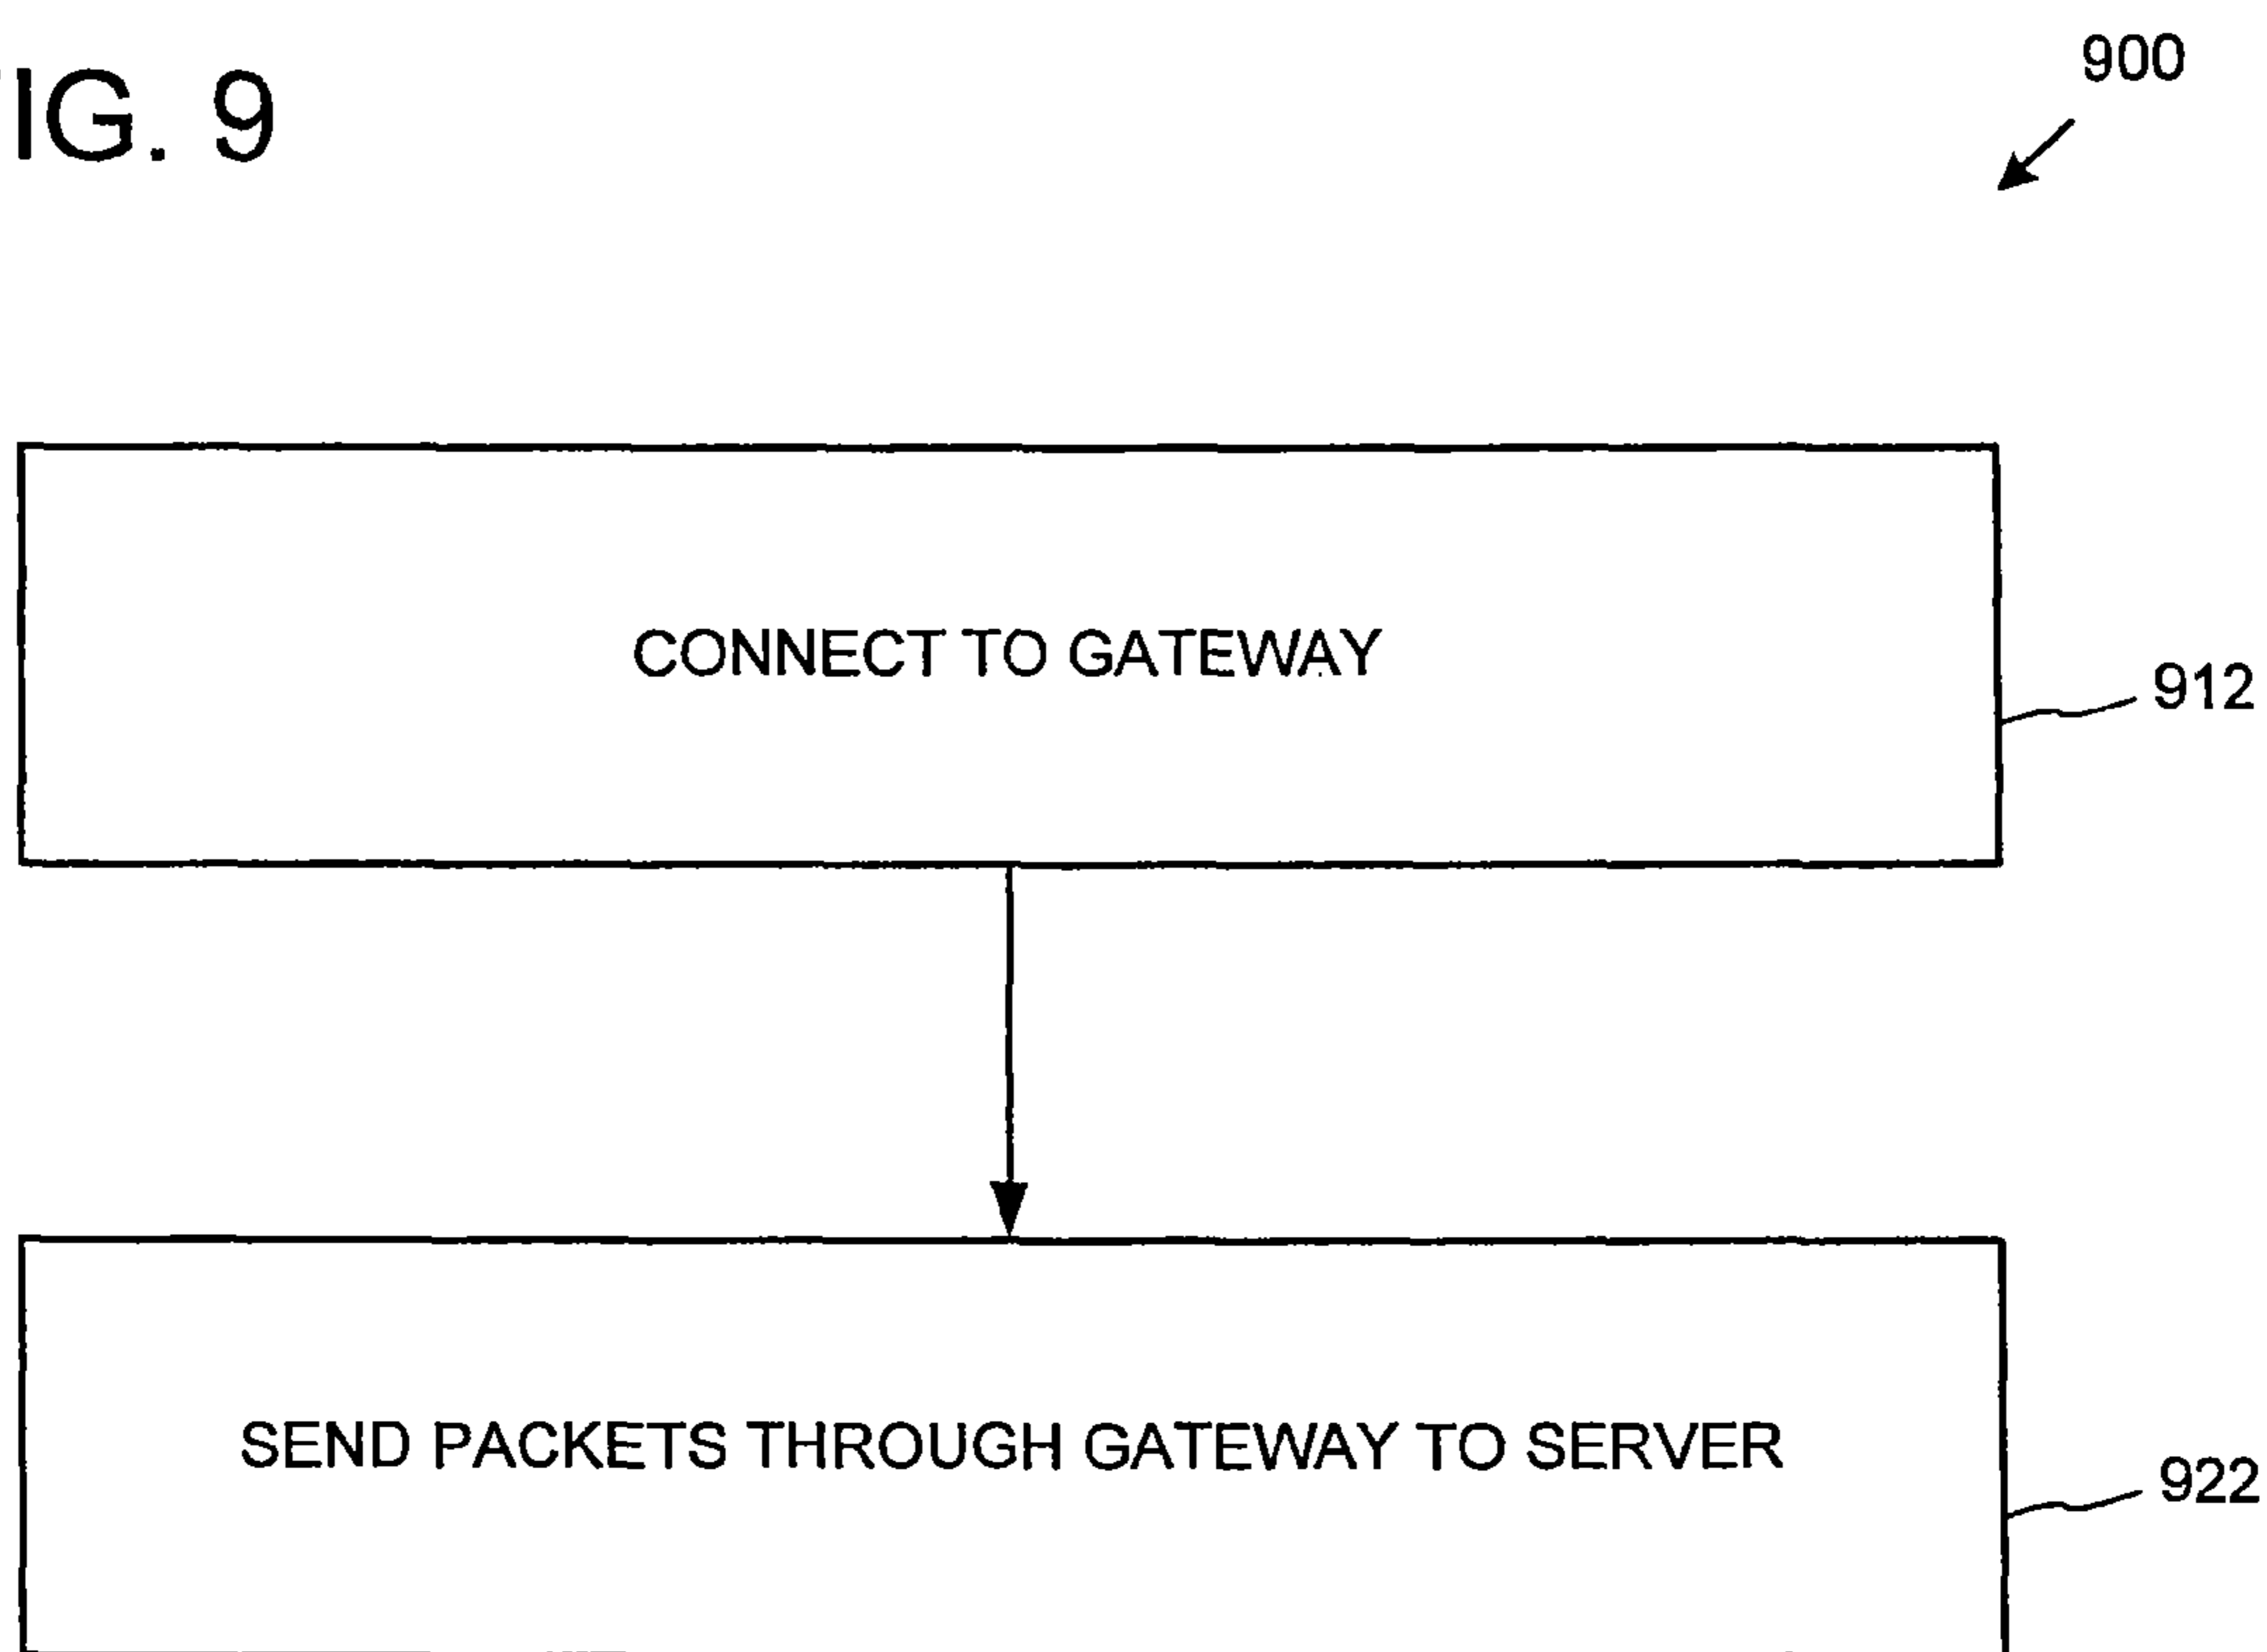 IG. 9
900
CONNECT TO GATEWAY
912
SEND PACKETS THROUGH GATEWAY TO SERVER
922